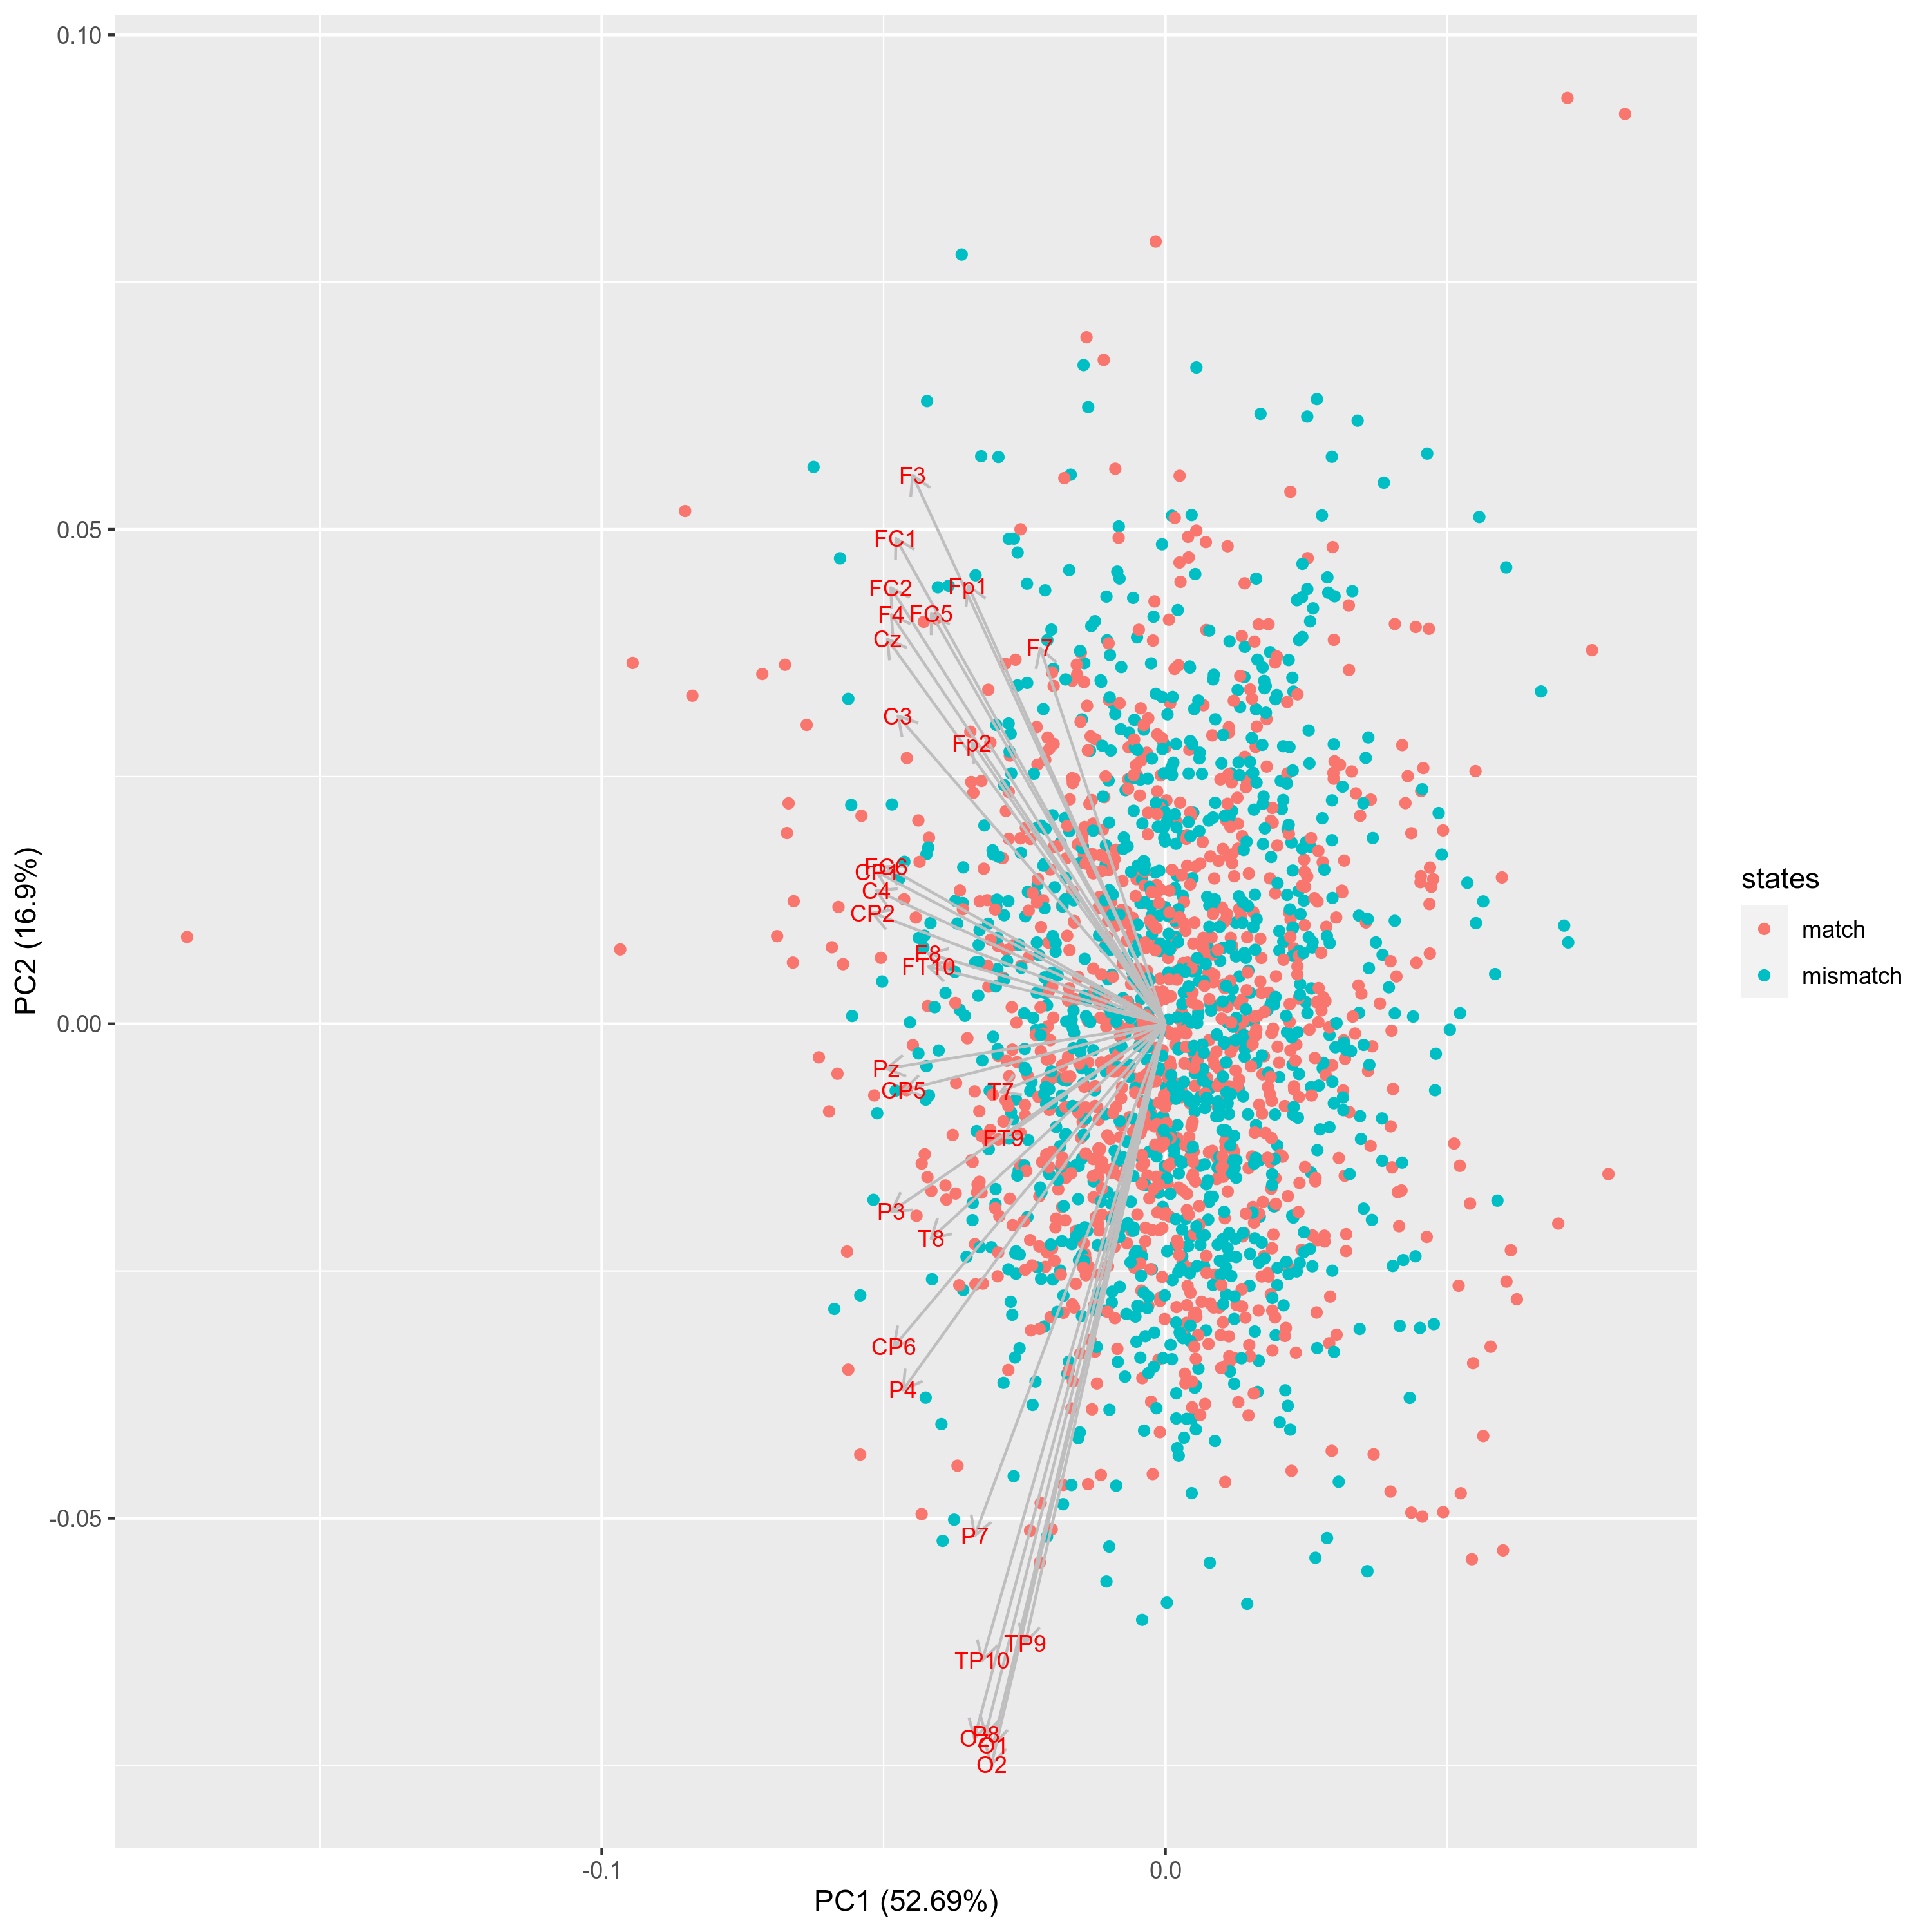 0.10
F3
0.05
FC1
Fp1
FC2
F4
FC5
Cz
F7
C3
Fp2
FC6
CP1
states
C4
CP2
match
PC2 (16.9%)
F8
FT10
mismatch
0.00
Pz
CP5
T7
FT9
P3
T8
CP6
P4
-0.05
P7
TP9
TP10
P8
O1
O2
-0.1
0.0
PC1 (52.69%)